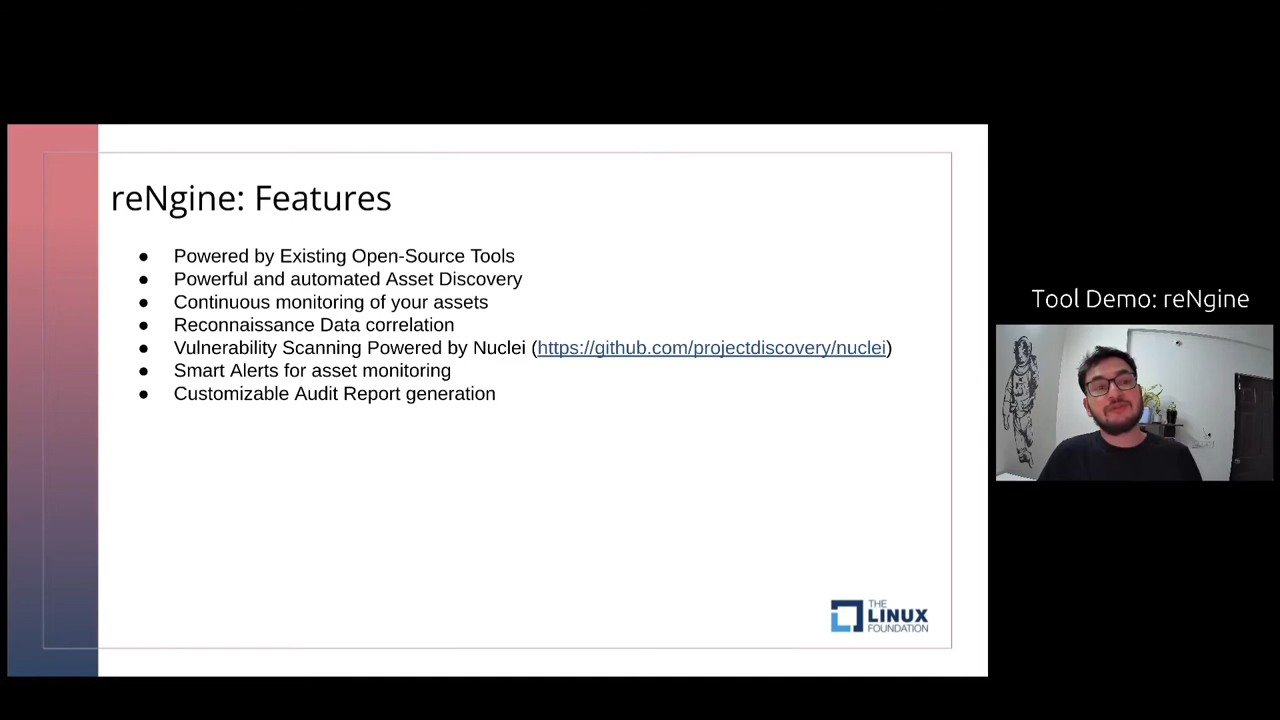 reNgine: Features
● Powered by Existing Open-Source Tools
● Powerful and automated Asset Discovery
● Continuous monitoring of your assets
● Reconnaissance Data correlation
● Vulnerability Scanning Powered by Nuclei (https://github.com/projectdiscovery/nuclei)
● Smart Alerts for asset monitoring
● Customizable Audit Report generation
THE
LINUX
FOUNDATION
Tool Demo: reNgine